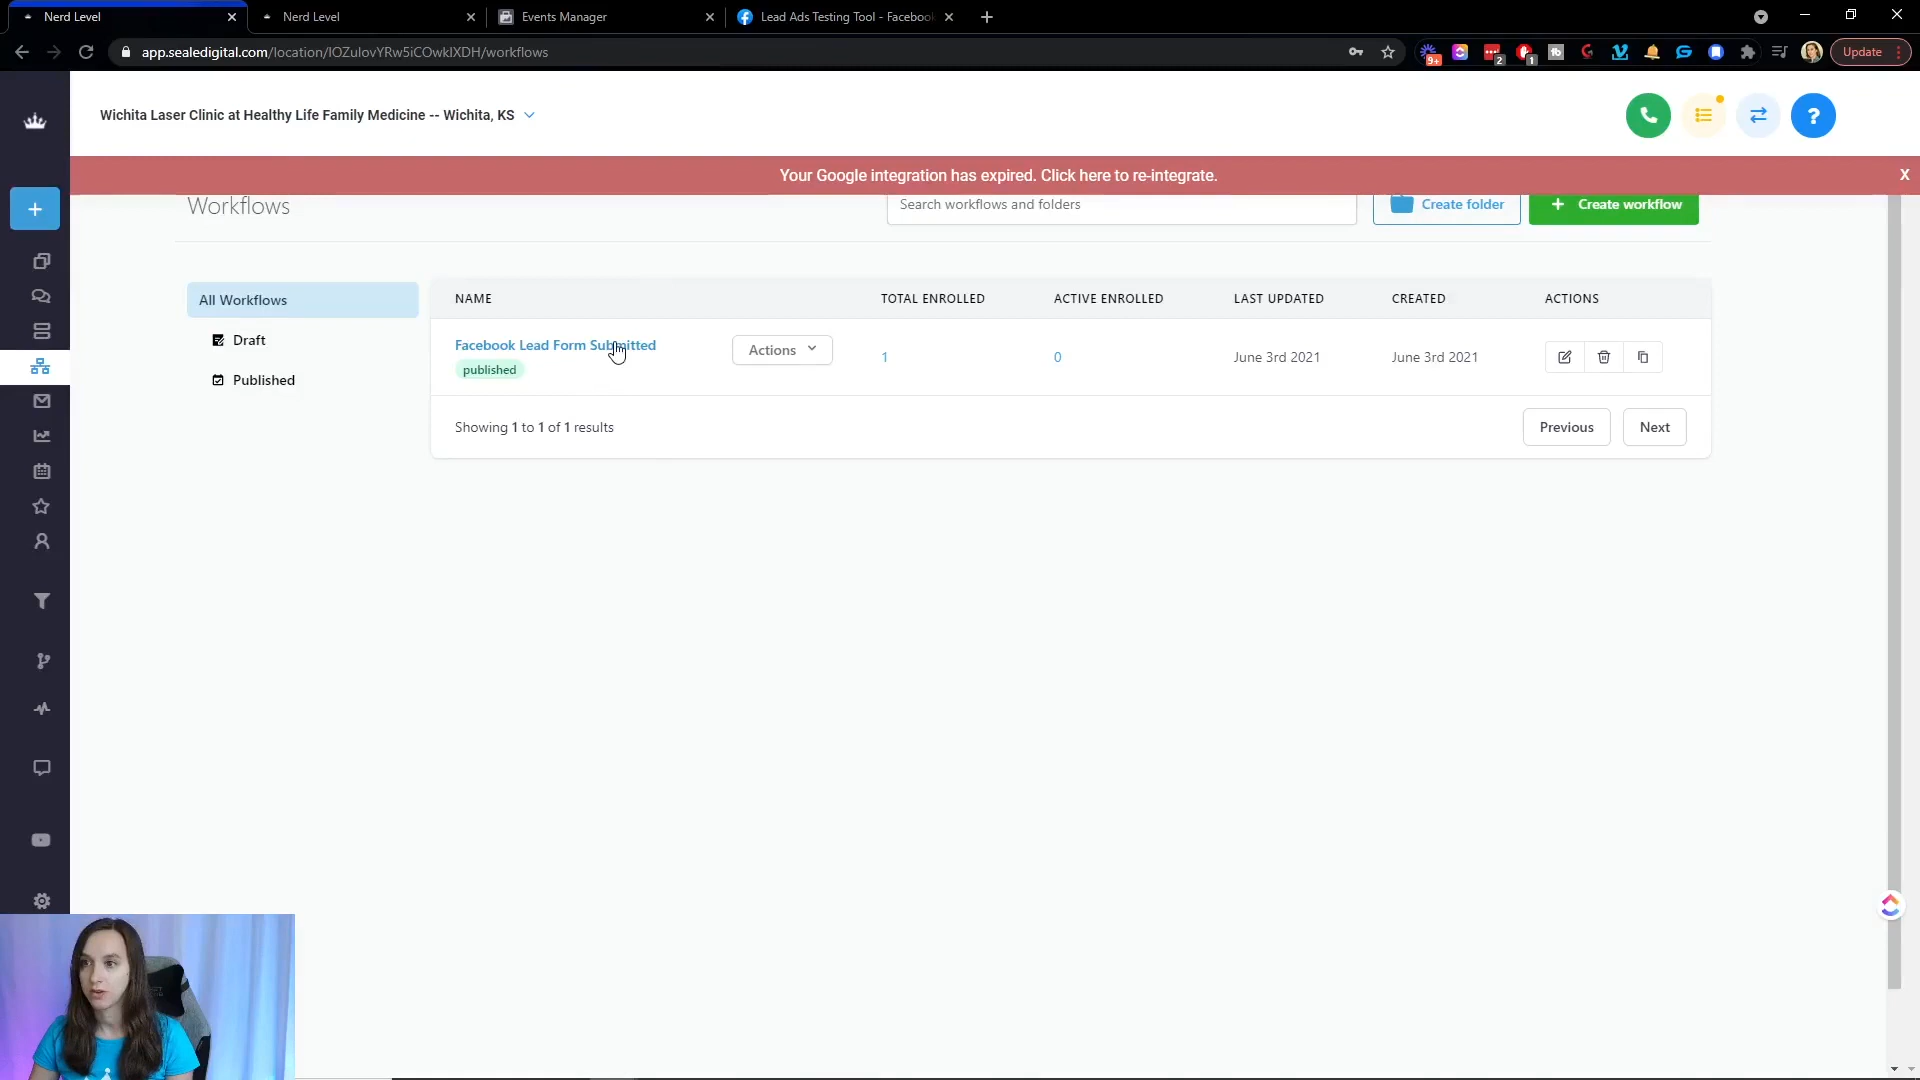 Nerd Level
Nerd Level
Events Manager
Lead Ads Testing Tool - Facebook
app.sealedigital.com/location/IOZulovYRw5iCOwkIXDH/workflows
9+
2
1
Update
Wichita Laser Clinic at Healthy Life Family Medicine -- Wichita, KS
?
Your Google integration has expired. Click here to re-integrate.
X
Workflows
Search workflows and folders
Create folder
+ Create workflow
+
All Workflows
Draft
Published
NAME
TOTAL ENROLLED
ACTIVE ENROLLED
LAST UPDATED
CREATED
ACTIONS
Facebook Lead Form Submitted
published
Actions
1
0
June 3rd 2021
June 3rd 2021
Showing 1 to 1 of 1 results
Previous
Next